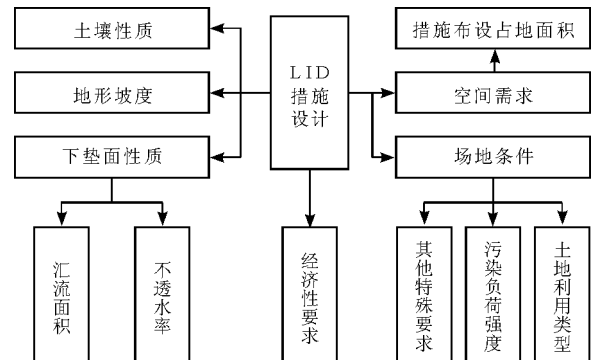 土壤性质
地形坡度
下垫面性质
汇流面积
不透水率
LID
措施
设计
经济性要求
措施布设占地面积
空间需求
场地条件
其他特殊要求
污染负荷强度
土地利用类型